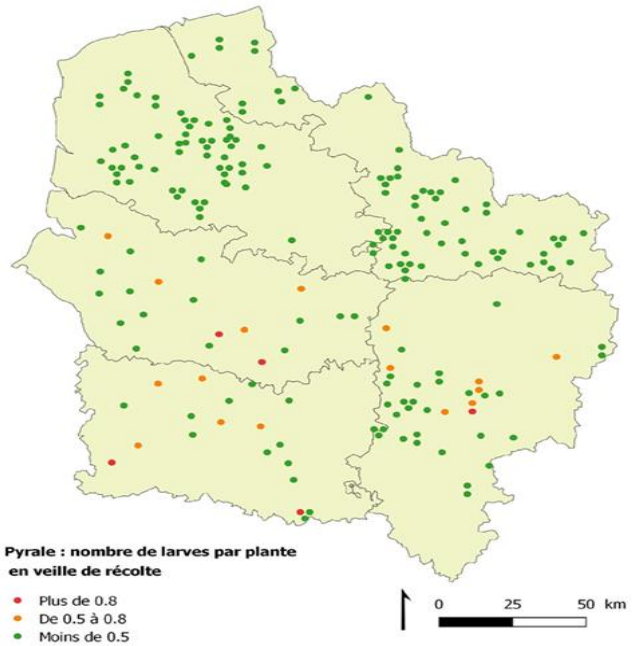 Pyrale : nombre de larves par plante
en veille de récolte
Plus de 0.8
De 0.5 à 0.8
Moins de 0.5
0 25 50 km